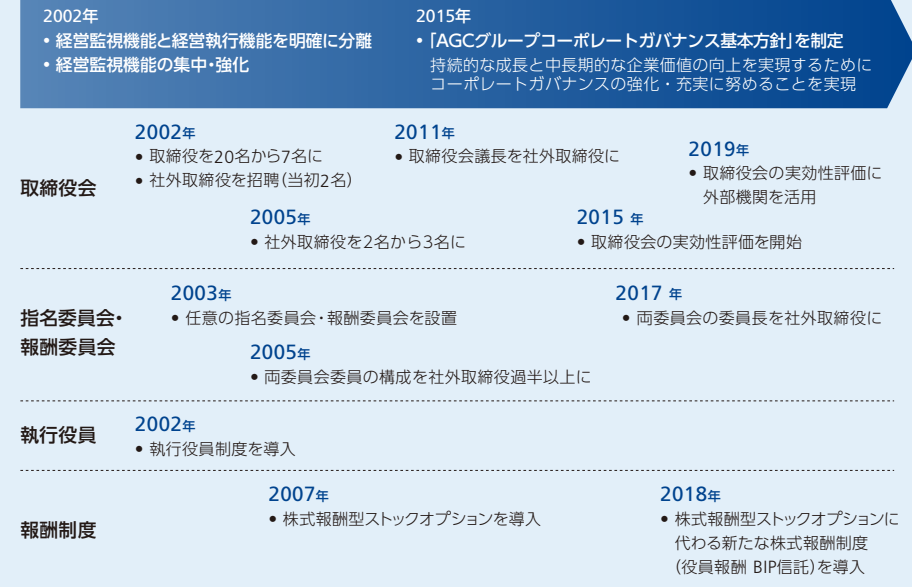 2002年
• 経営監視機能と経営執行機能を明確に分離
• 経営監視機能の集中・強化
2015年
• 「AGCグループコーポレートガバナンス基本方針」を制定
持続的な成長と中長期的な企業価値の向上を実現するために
コーポレートガバナンスの強化・充実に努めることを実現
取締役会
2002年
• 取締役を20名から7名に
• 社外取締役を招聘(当初2名)
2005年
• 社外取締役を2名から3名に
2011年
• 取締役会議長を社外取締役に
2015 年
• 取締役会の実効性評価を開始
2019年
• 取締役会の実効性評価に
外部機関を活用
指名委員会・
報酬委員会
2003年
• 任意の指名委員会・報酬委員会を設置
2005年
• 両委員会委員の構成を社外取締役過半以上に
2017 年
• 両委員会の委員長を社外取締役に
執行役員
2002年
• 執行役員制度を導入
報酬制度
2007年
• 株式報酬型ストックオプションを導入
2018年
• 株式報酬型ストックオプションに
代わる新たな株式報酬制度
(役員報酬 BIP信託)を導入